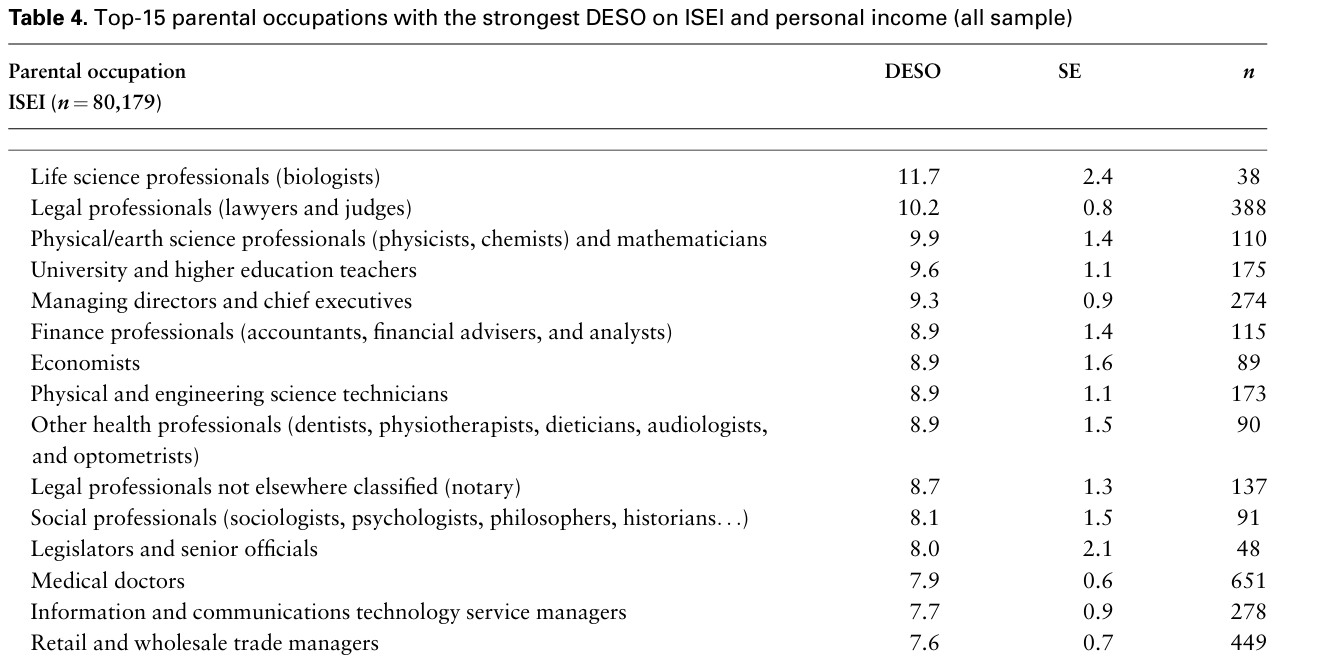 Table 4. Top-15 parental occupations with the strongest DESO on ISEI and personal income (all sample)
Parental occupation DESO SE n
ISEI (n = 80,179)
Life science professionals (biologists) 11.7 2.4 38
Legal professionals (lawyers and judges) 10.2 0.8 388
Physical/earth science professionals (physicists, chemists) and mathematicians 9.9 1.4 110
University and higher education teachers 9.6 1.1 175
Managing directors and chief executives 9.3 0.9 274
Finance professionals (accountants, financial advisers, and analysts) 8.9 1.4 115
Economists 8.9 1.6 89
Physical and engineering science technicians 8.9 1.1 173
Other health professionals (dentists, physiotherapists, dieticians, audiologists, 8.9 1.5 90
and optometrists)
Legal professionals not elsewhere classified (notary) 8.7 1.3 137
Social professionals (sociologists, psychologists, philosophers, historians...) 8.1 1.5 91
Legislators and senior officials 8.0 2.1 48
Medical doctors 7.9 0.6 651
Information and communications technology service managers 7.7 0.9 278
Retail and wholesale trade managers 7.6 0.7 449